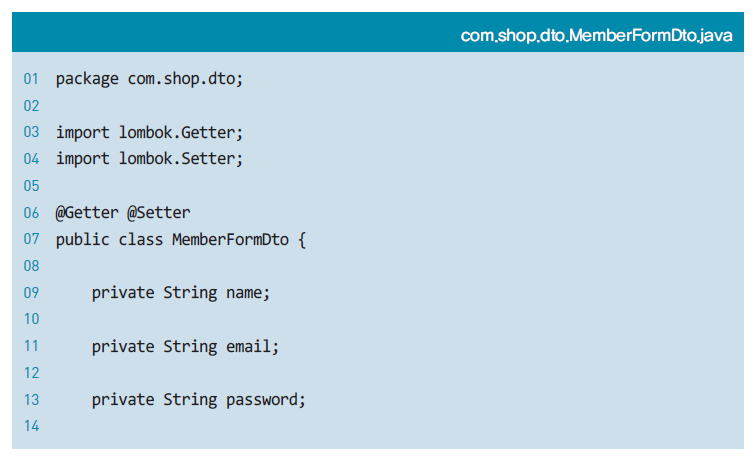 com.shop.dto.MemberFormDto.java
01 package com.shop.dto;
02
03 import lombok.Getter;
04 import lombok.Setter;
05
06 @Getter @Setter
07 public class MemberFormDto {
08
09     private String name;
10
11     private String email;
12
13     private String password;
14